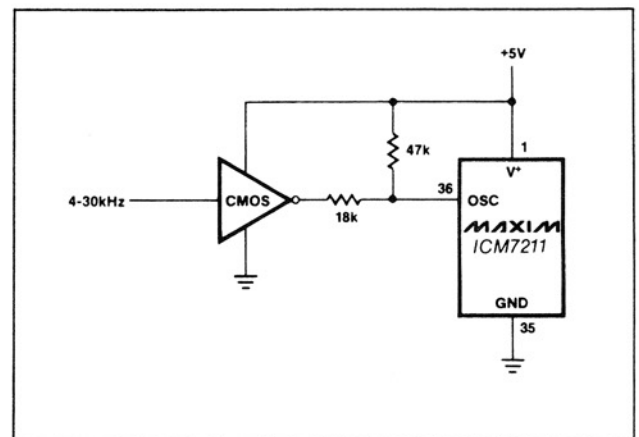 +5V
47k
1
V+
4-30kHz
CMOS
18k
36
OSC
MAXIM
ICM7211
GND
35